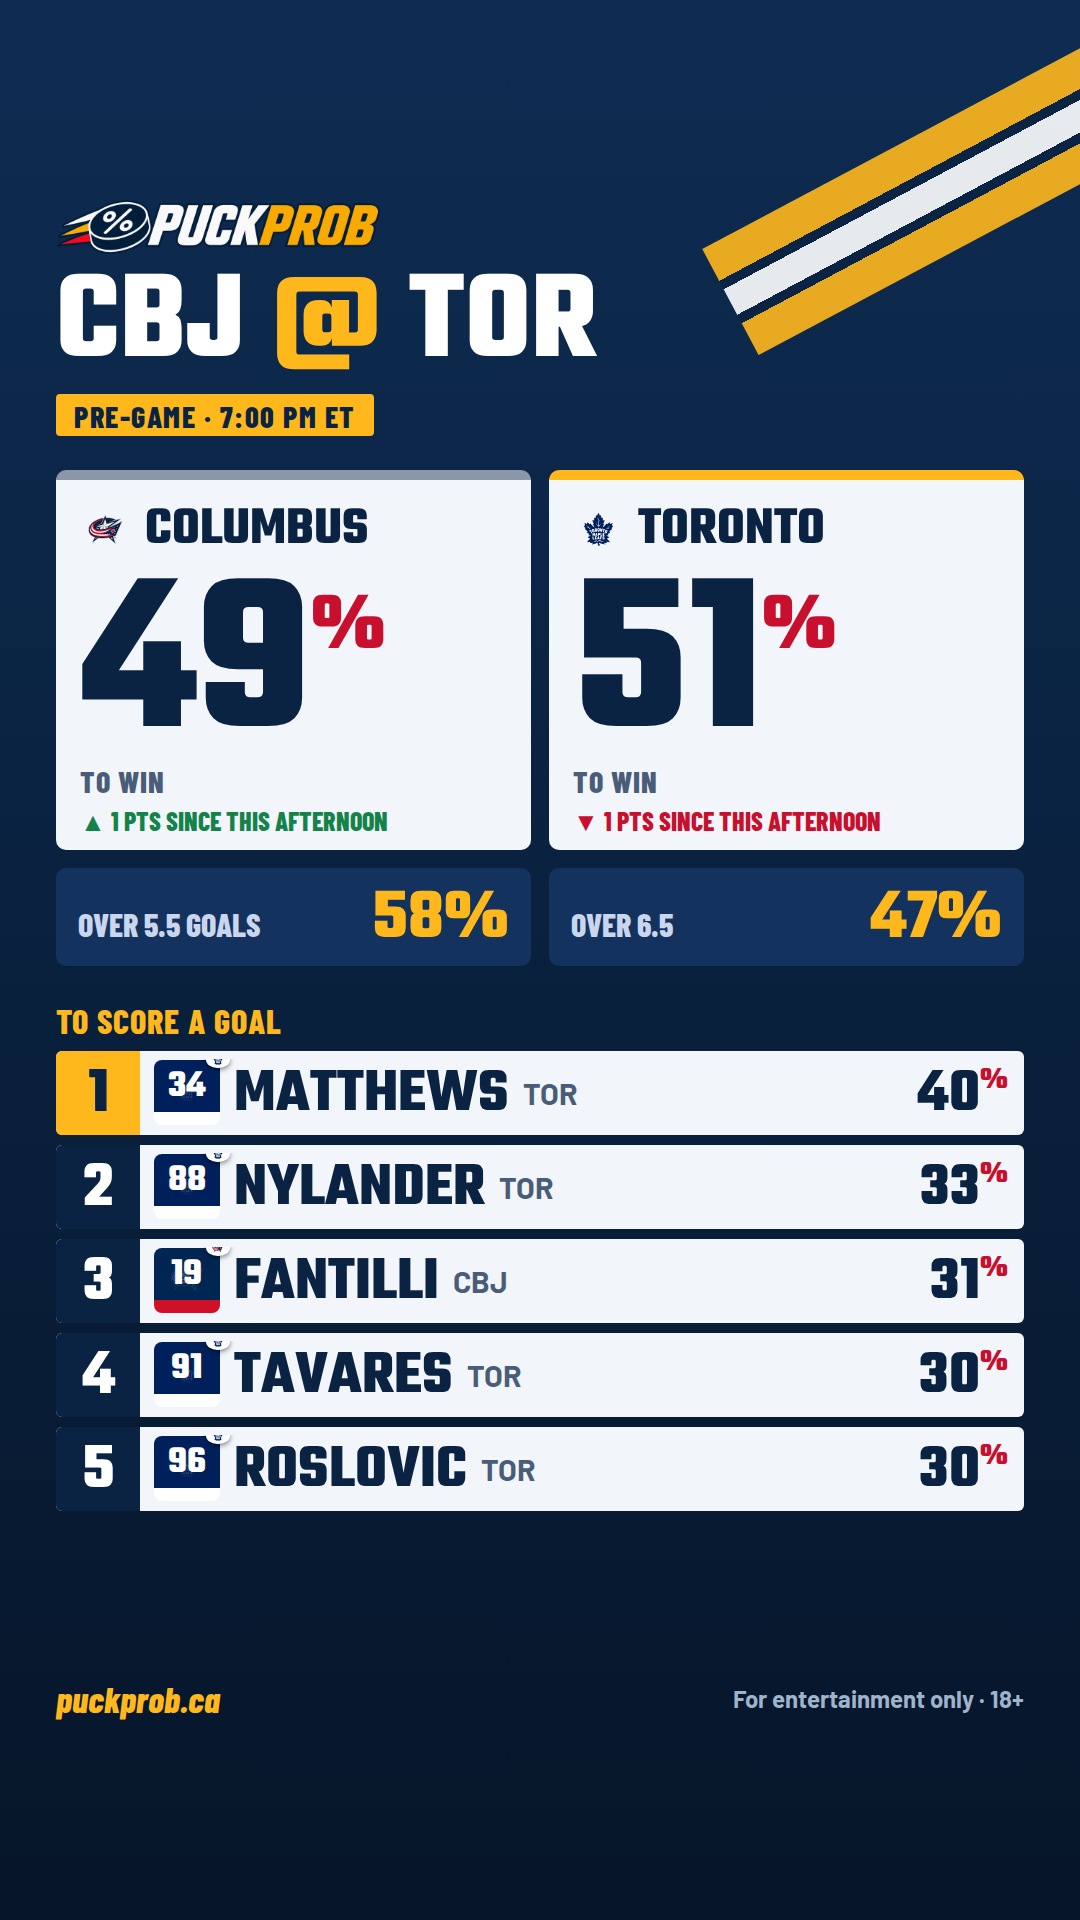 % PUCKPROB
CBJ @ TOR
PRE-GAME · 7:00 PM ET
COLUMBUS
49%
TO WIN
▲ 1 PTS SINCE THIS AFTERNOON
TORONTO
51%
TO WIN
▼ 1 PTS SINCE THIS AFTERNOON
OVER 5.5 GOALS 58%
OVER 6.5 47%
TO SCORE A GOAL
1 34 MATTHEWS TOR 40%
2 88 NYLANDER TOR 33%
3 19 FANTILLI CBJ 31%
4 91 TAVARES TOR 30%
5 96 ROSLOVIC TOR 30%
puckprob.ca
For entertainment only · 18+